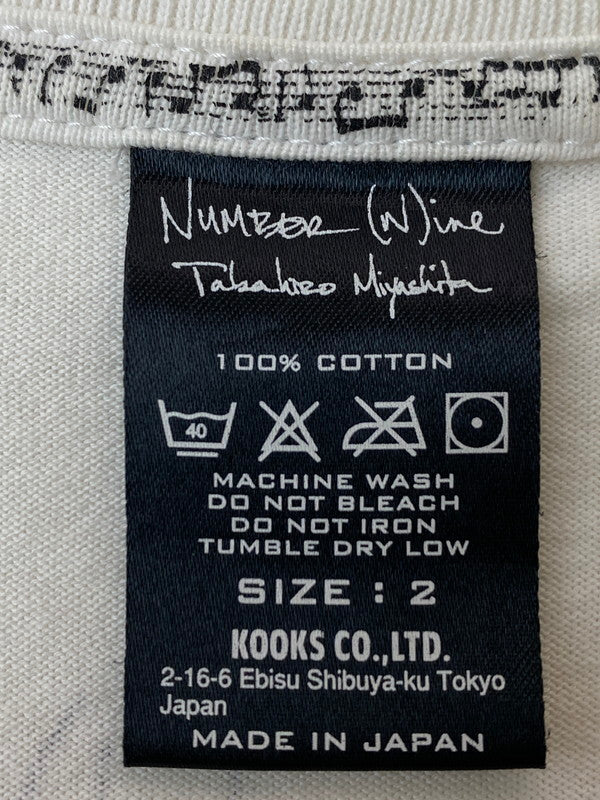 NUMBER (N)ine
Takahiro Miyashita
100% COTTON
40
MACHINE WASH
DO NOT BLEACH
DO NOT IRON
TUMBLE DRY LOW
SIZE : 2
KOOKS CO.,LTD.
2-16-6 Ebisu Shibuya-ku Tokyo
Japan
MADE IN JAPAN